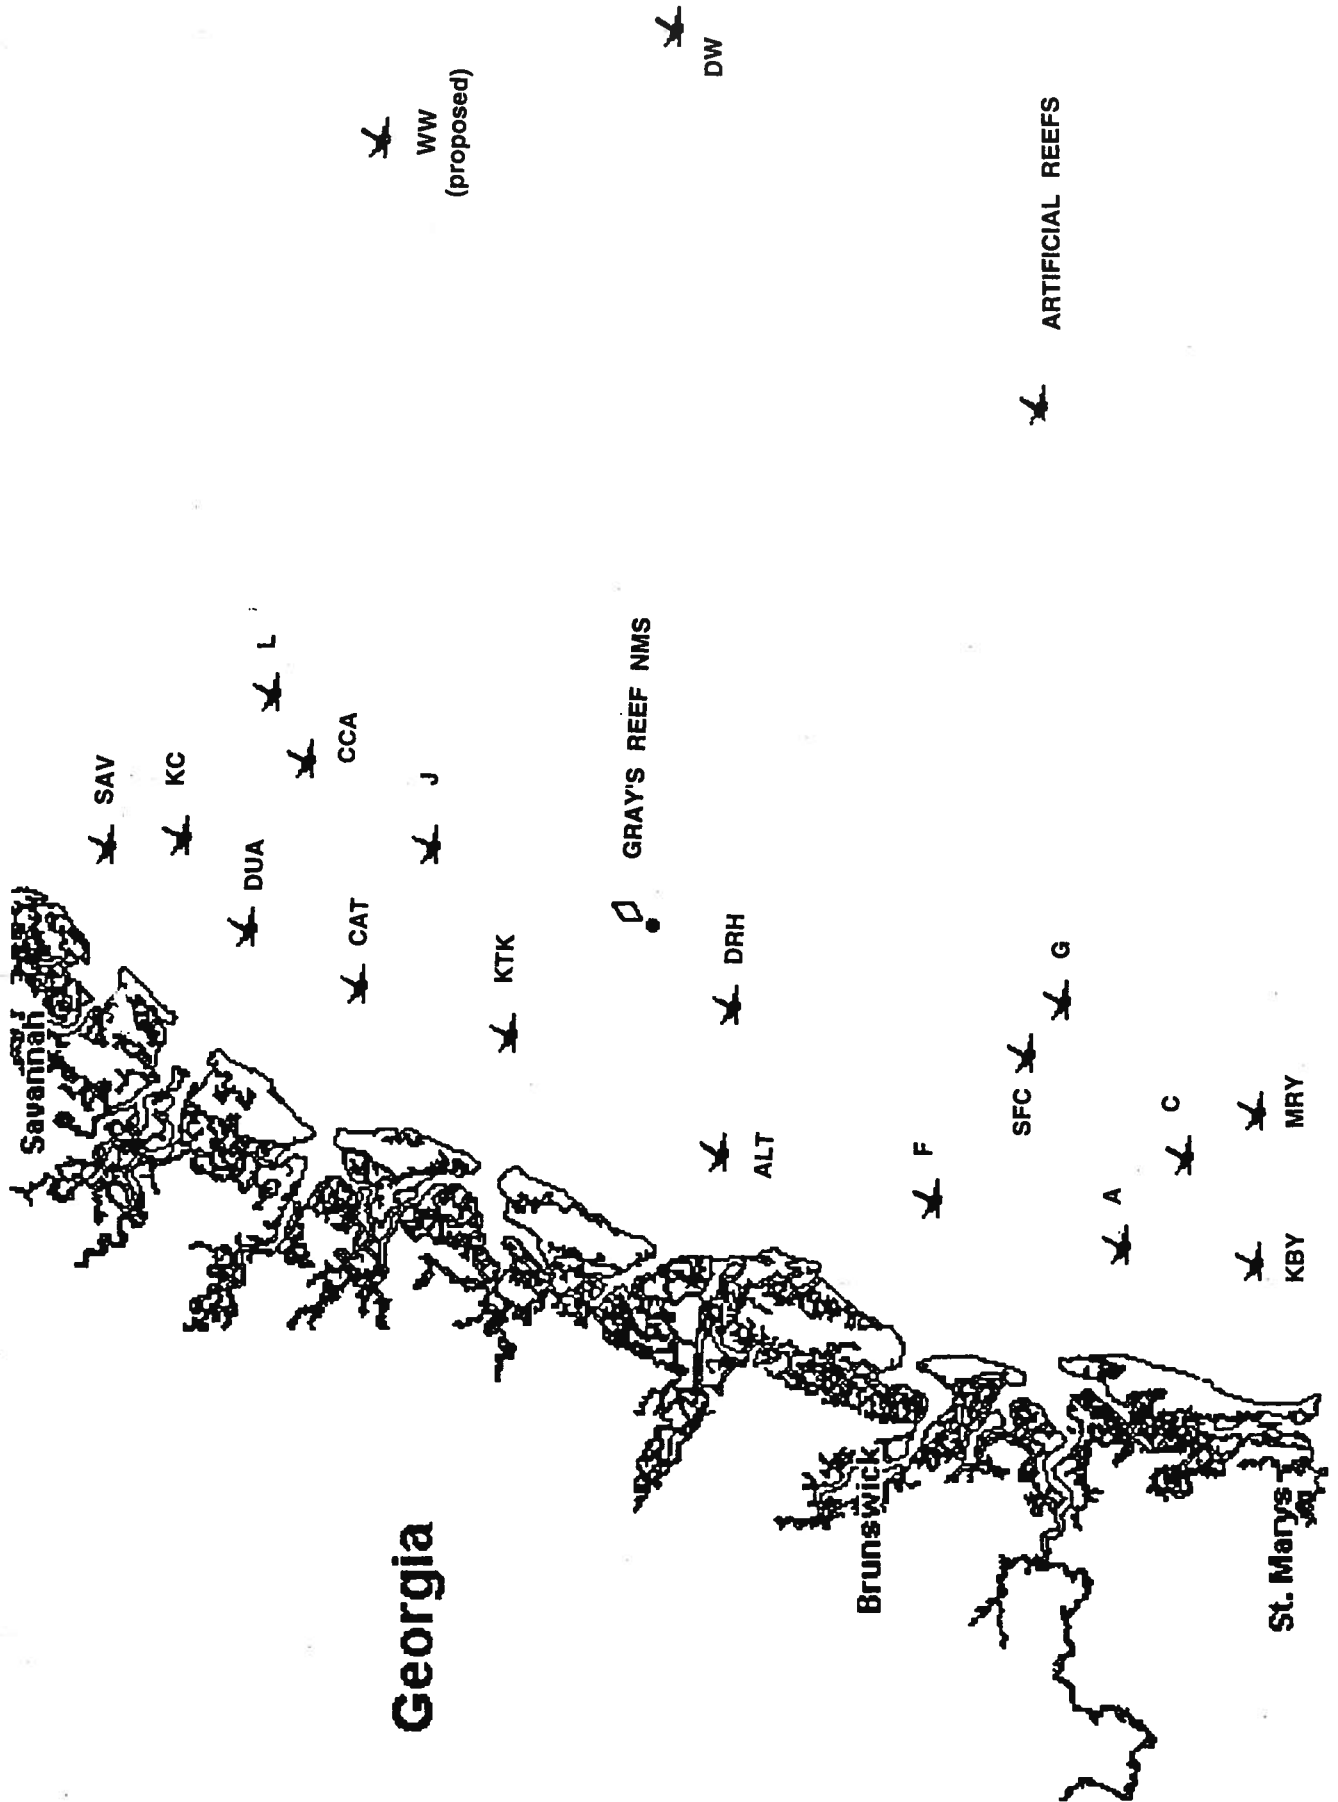 Savannah
SAV
KC
DUA
L
CCA
CAT
J
KTK
WW
(proposed)
Georgia
GRAY'S REEF NMS
DW
DRH
ALT
Brunswick
F
SFC
G
ARTIFICIAL REEFS
A
C
KBY
MRY
St. Marys